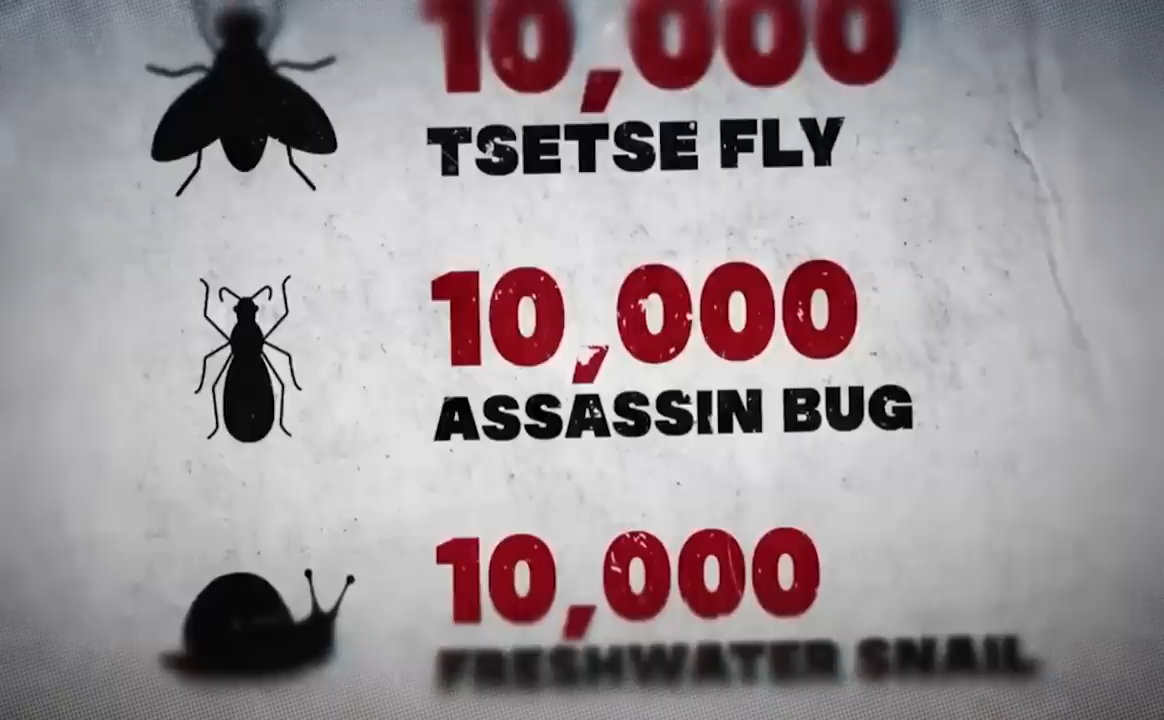 10,000
TSETSE FLY
10,000
ASSASSIN BUG
10,000
FRESHWATER SNAIL